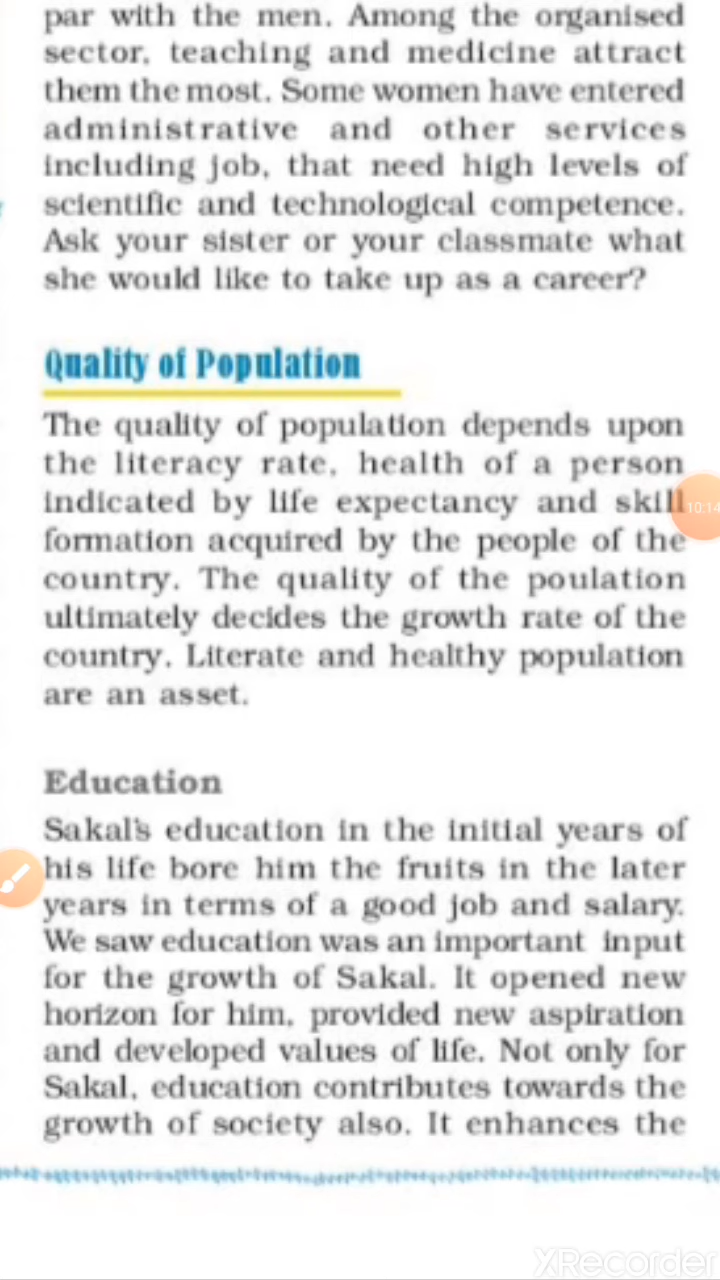 par with the men. Among the organised
sector, teaching and medicine attract
them the most. Some women have entered
administrative and other services
including job, that need high levels of
scientific and technological competence.
Ask your sister or your classmate what
she would like to take up as a career?
Quality of Population
The quality of population depends upon
the literacy rate, health of a person
indicated by life expectancy and skill
10:14
formation acquired by the people of the
country. The quality of the poulation
ultimately decides the growth rate of the
country. Literate and healthy population
are an asset.
Education
Sakal's education in the initial years of
his life bore him the fruits in the later
years in terms of a good job and salary.
We saw education was an important input
for the growth of Sakal. It opened new
horizon for him, provided new aspiration
and developed values of life. Not only for
Sakal, education contributes towards the
growth of society also. It enhances the
XRecorder